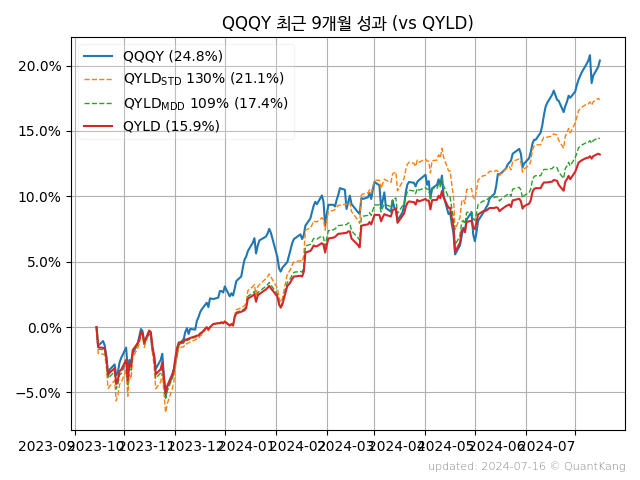 QQQY 최근 9개월 성과 (vs QYLD)
QQQY (24.8%)
QYLD_STD 130% (21.1%)
QYLD_MDD 109% (17.4%)
QYLD (15.9%)
20.0%
15.0%
10.0%
5.0%
0.0%
−5.0%
2023-09 2023-10 2023-11 2023-12 2024-01 2024-02 2024-03 2024-04 2024-05 2024-06 2024-07
updated: 2024-07-16 © QuantKang